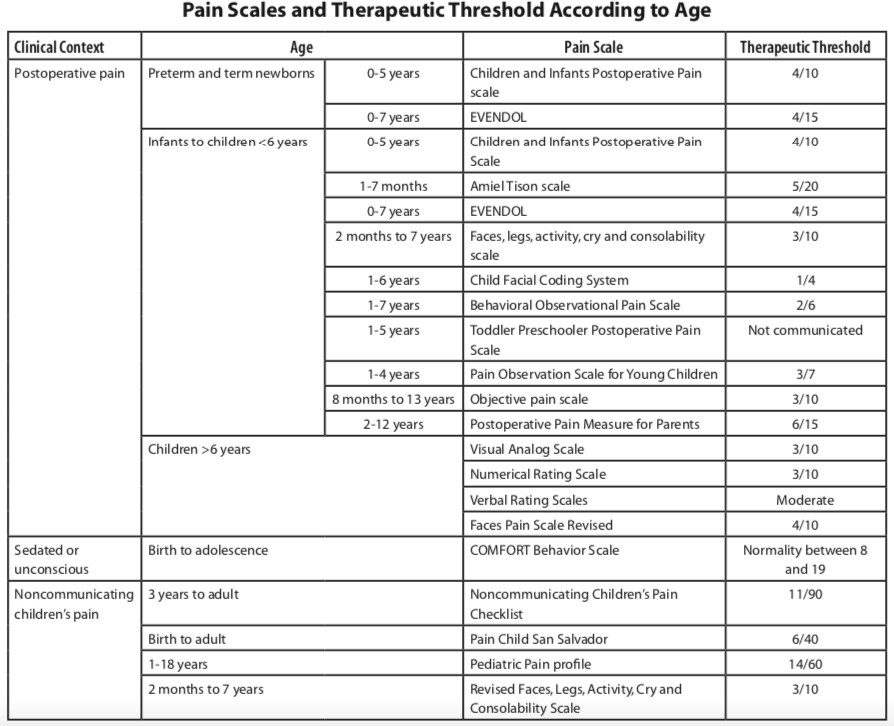 Pain Scales and Therapeutic Threshold According to Age
Clinical Context Age Pain Scale Therapeutic Threshold
Postoperative pain Preterm and term newborns 0-5 years Children and Infants Postoperative Pain 4/10
scale
0-7 years EVENDOL 4/15
Infants to children <6 years 0-5 years Children and Infants Postoperative Pain 4/10
Scale
1-7 months Amiel Tison scale 5/20
0-7 years EVENDOL 4/15
2 months to 7 years Faces, legs, activity, cry and consolability 3/10
scale
1-6 years Child Facial Coding System 1/4
1-7 years Behavioral Observational Pain Scale 2/6
1-5 years Toddler Preschooler Postoperative Pain Not communicated
Scale
1-4 years Pain Observation Scale for Young Children 3/7
8 months to 13 years Objective pain scale 3/10
2-12 years Postoperative Pain Measure for Parents 6/15
Children >6 years Visual Analog Scale 3/10
Numerical Rating Scale 3/10
Verbal Rating Scales Moderate
Faces Pain Scale Revised 4/10
Sedated or Birth to adolescence COMFORT Behavior Scale Normality between 8
unconscious and 19
Noncommunicating 3 years to adult Noncommunicating Children's Pain 11/90
children's pain Checklist
Birth to adult Pain Child San Salvador 6/40
1-18 years Pediatric Pain profile 14/60
2 months to 7 years Revised Faces, Legs, Activity, Cry and 3/10
Consolability Scale